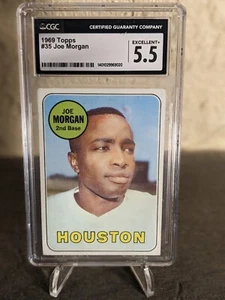 CGC
CERTIFIED GUARANTY COMPANY
1969 Topps
#35 Joe Morgan
EXCELLENT+
5.5
JOE
MORGAN
2nd Base
HOUSTON